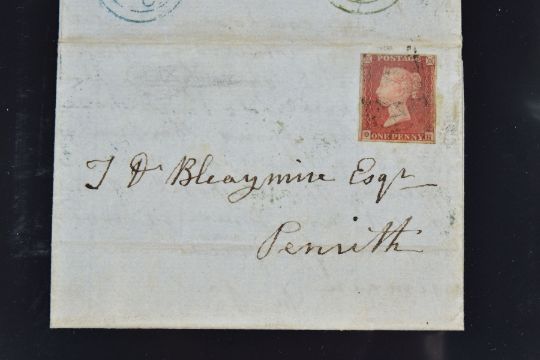 POSTAGE
ONE PENNY
T D Bleaymire Esqr
Penrith